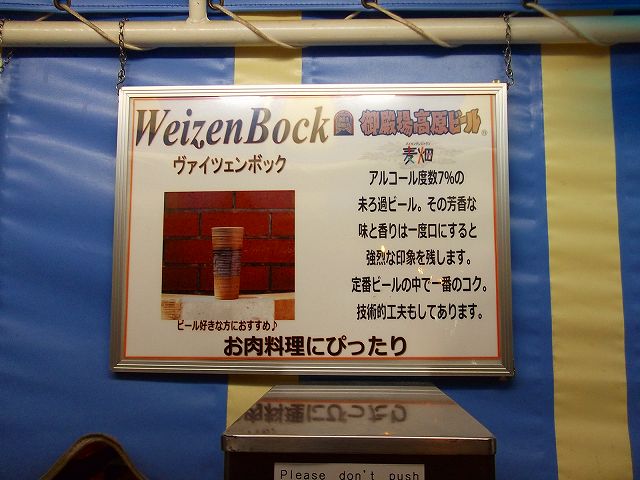 WeizenBock
御殿場高原ビール
ヴァイツェンボック
麦畑
アルコール度数7%の
未ろ過ビール。その芳香な
味と香りは一度口にすると
強烈な印象を残します。
定番ビールの中で一番のコク。
技術的工夫もしてあります。
ビール好きな方におすすめ♪
お肉料理にぴったり
Please don't push